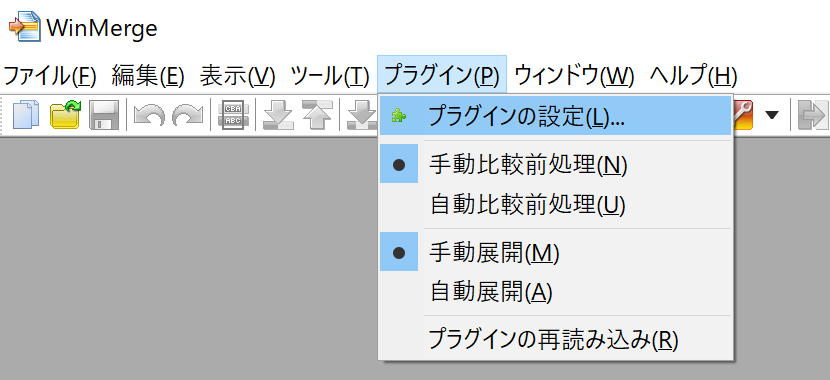 WinMerge
ファイル(F) 編集(E) 表示(V) ツール(T) プラグイン(P) ウィンドウ(W) ヘルプ(H)
CBA
ABC
プラグインの設定(L)...
手動比較前処理(N)
自動比較前処理(U)
手動展開(M)
自動展開(A)
プラグインの再読み込み(R)